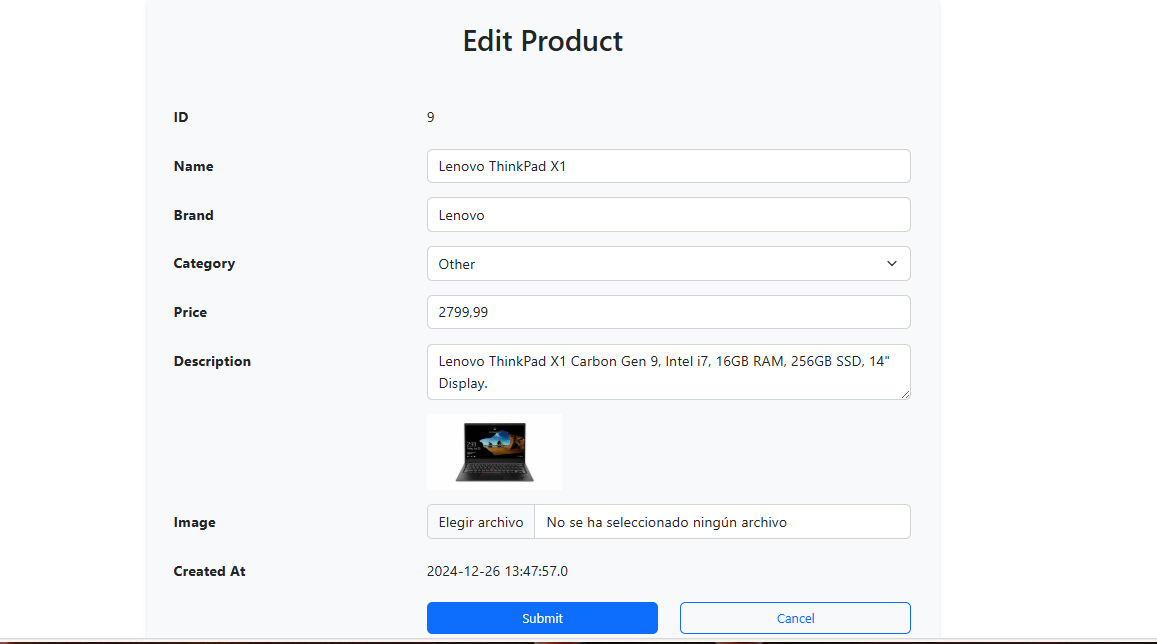 Edit Product
ID 9
Name Lenovo ThinkPad X1
Brand Lenovo
Category Other
Price 2799,99
Description Lenovo ThinkPad X1 Carbon Gen 9, Intel i7, 16GB RAM, 256GB SSD, 14"
Display.
Image Elegir archivo No se ha seleccionado ningún archivo
Created At 2024-12-26 13:47:57.0
Submit Cancel